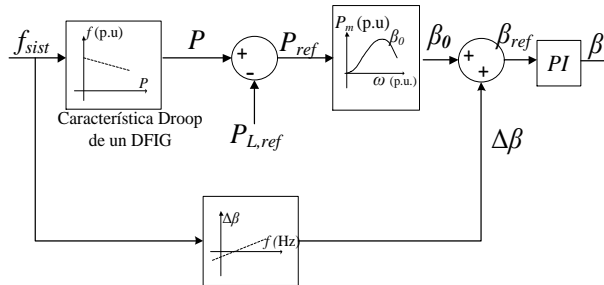 f_sist
f (p.u)
P
Característica Droop
de un DFIG
P
+
-
P_L,ref
P_ref
P_m (p.u)
β_0
ω (p.u.)
β_0
+
+
β_ref
PI
β
Δβ
Δβ
f (Hz)